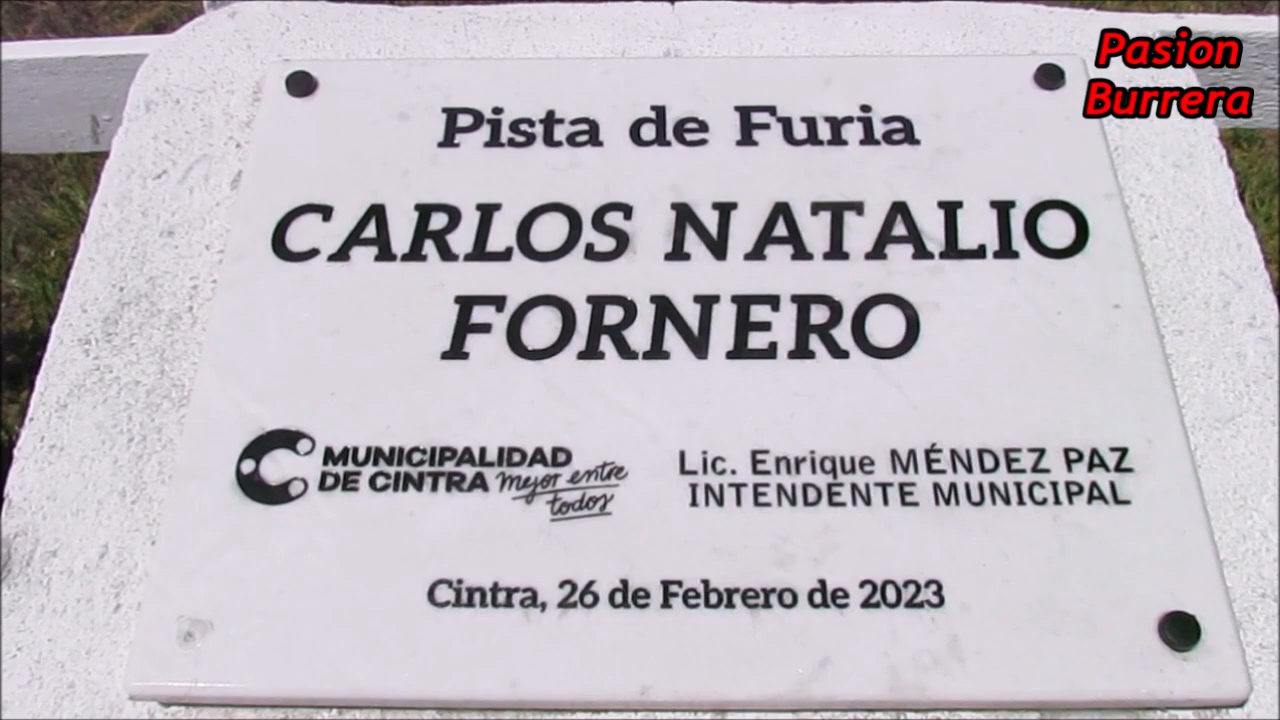 Pasion
Burrera
Pista de Furia
CARLOS NATALIO
FORNERO
MUNICIPALIDAD
DE CINTRA mejor entre
todos
Lic. Enrique MÉNDEZ PAZ
INTENDENTE MUNICIPAL
Cintra, 26 de Febrero de 2023